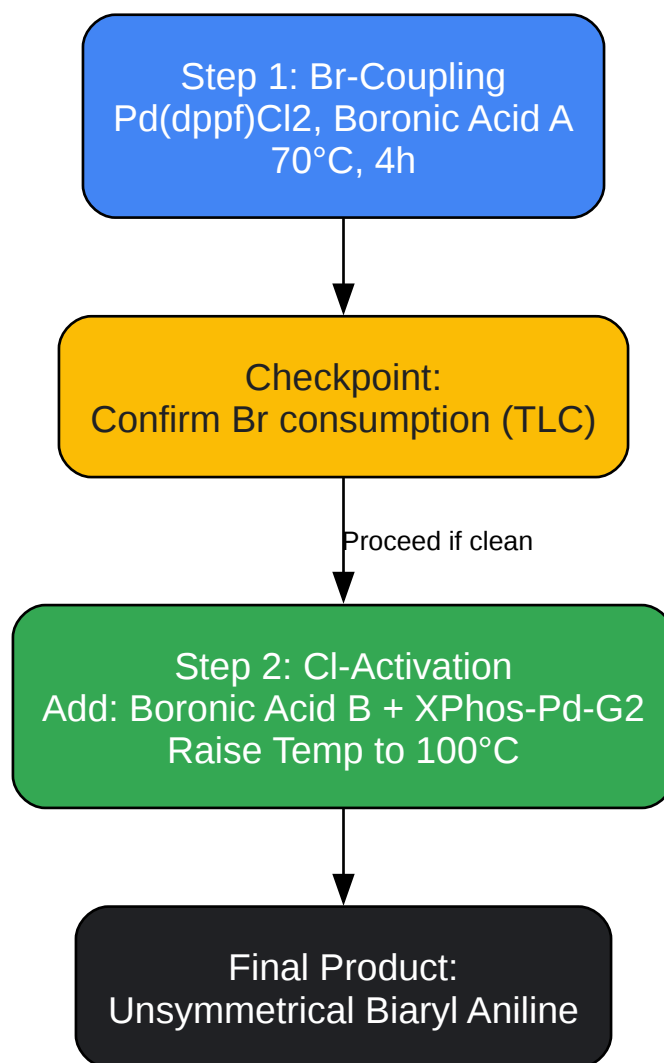 Step 1: Br-Coupling
Pd(dppf)Cl2, Boronic Acid A
70°C, 4h
Checkpoint:
Confirm Br consumption (TLC)
Proceed if clean
Step 2: Cl-Activation
Add: Boronic Acid B + XPhos-Pd-G2
Raise Temp to 100°C
Final Product:
Unsymmetrical Biaryl Aniline